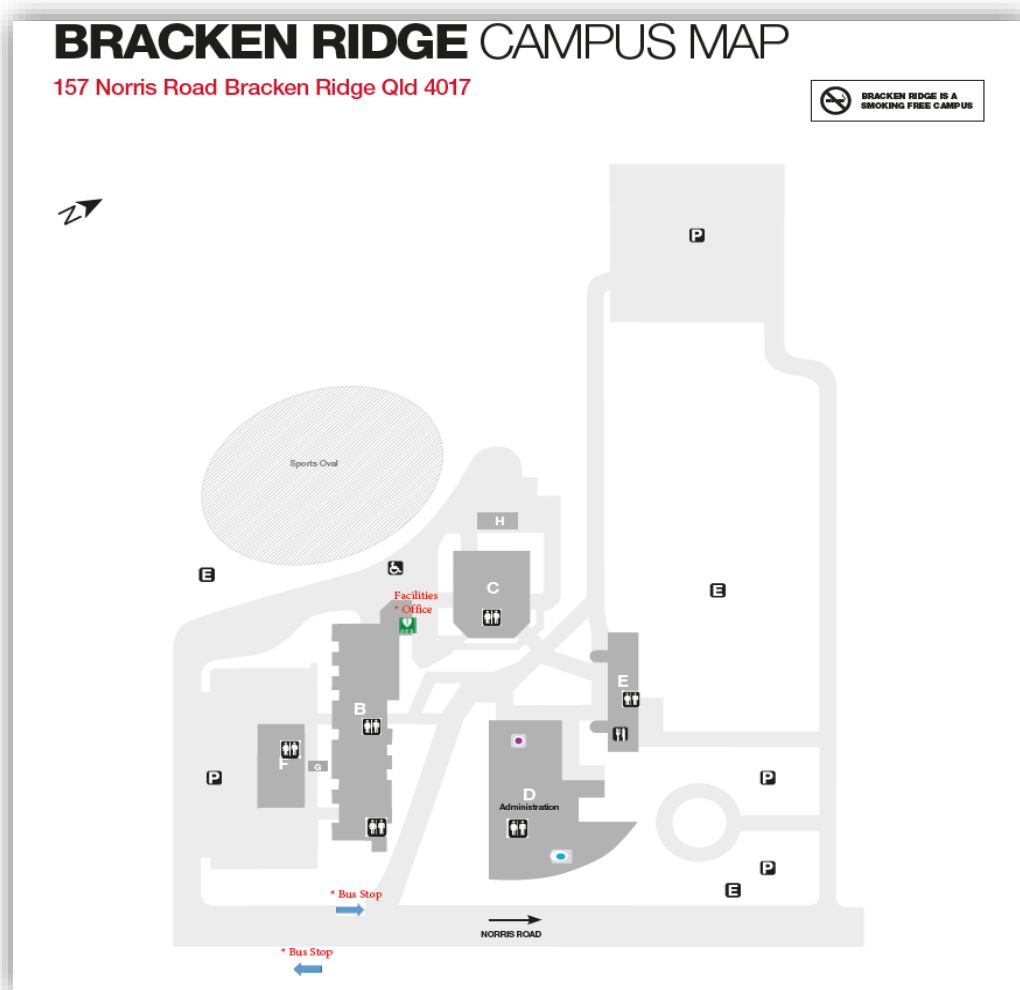 BRACKEN RIDGE CAMPUS MAP
157 Norris Road Bracken Ridge Qld 4017
BRACKEN RIDGE IS A
SMOKING FREE CAMPUS
N
P
Sports Oval
H
E
C
E
Facilities
* Office
E
B
F
G
P
D
Administration
P
P
E
* Bus Stop
NORRIS ROAD
* Bus Stop